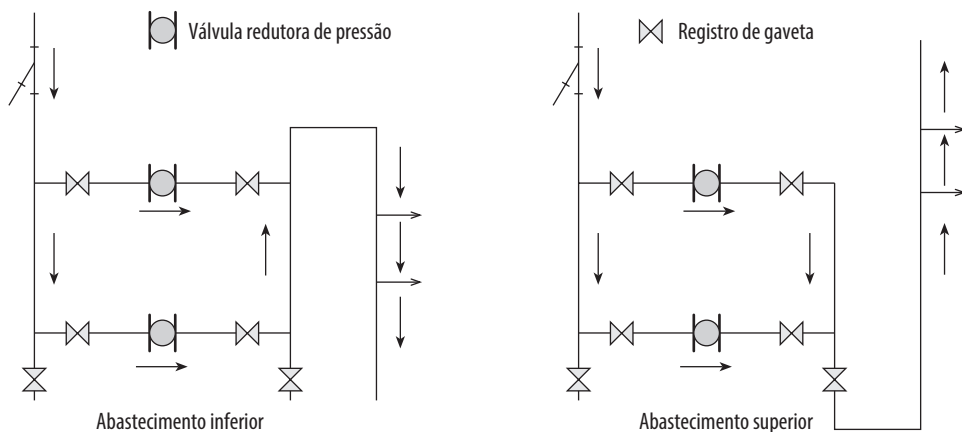 Válvula redutora de pressão
Registro de gaveta
Abastecimento inferior
Abastecimento superior